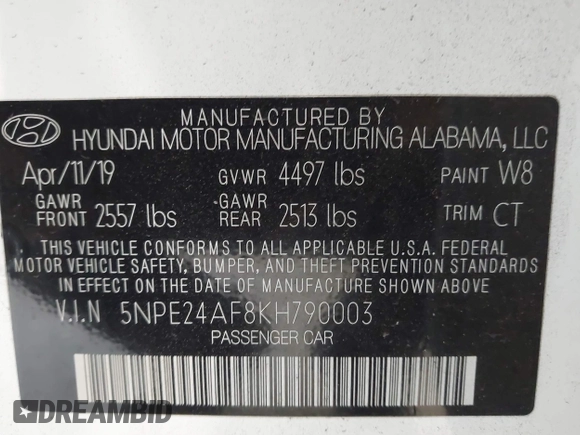 MANUFACTURED BY
HYUNDAI MOTOR MANUFACTURING ALABAMA, LLC
Apr/11/19 GVWR 4497 lbs PAINT W8
GAWR FRONT 2557 lbs GAWR REAR 2513 lbs TRIM CT
THIS VEHICLE CONFORMS TO ALL APPLICABLE U.S.A. FEDERAL
MOTOR VEHICLE SAFETY, BUMPER, AND THEFT PREVENTION STANDARDS
IN EFFECT ON THE DATE OF MANUFACTURE SHOWN ABOVE.
V.I.N 5NPE24AF8KH790003
PASSENGER CAR
DREAMBID